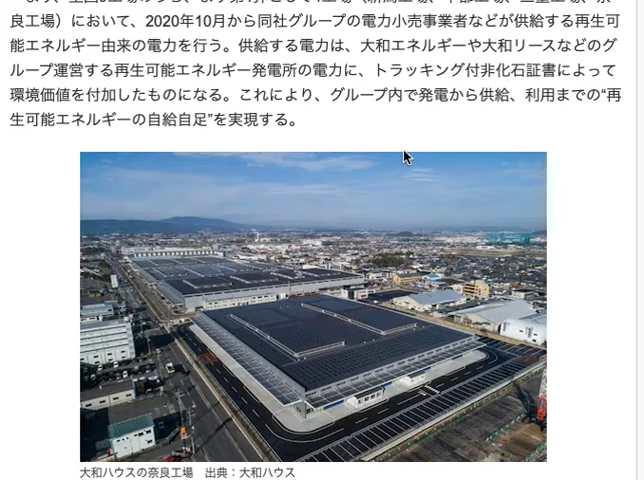 良工場）において、2020年10月から同社グループの電力小売事業者などが供給する再生可
能エネルギー由来の電力を行う。供給する電力は、大和エネルギーや大和リースなどのグ
ループ運営する再生可能エネルギー発電所の電力に、トラッキング付非化石証書によって
環境価値を付加したものになる。これにより、グループ内で発電から供給、利用までの“再
生可能エネルギーの自給自足”を実現する。
大和ハウスの奈良工場　出典：大和ハウス